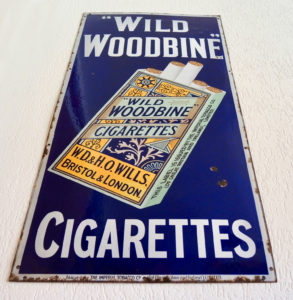 "WILD
WOODBINE"
"WILD
WOODBINE"
CIGARETTES
W.D.& H.O.WILLS.
BRISTOL & LONDON.
CIGARETTES